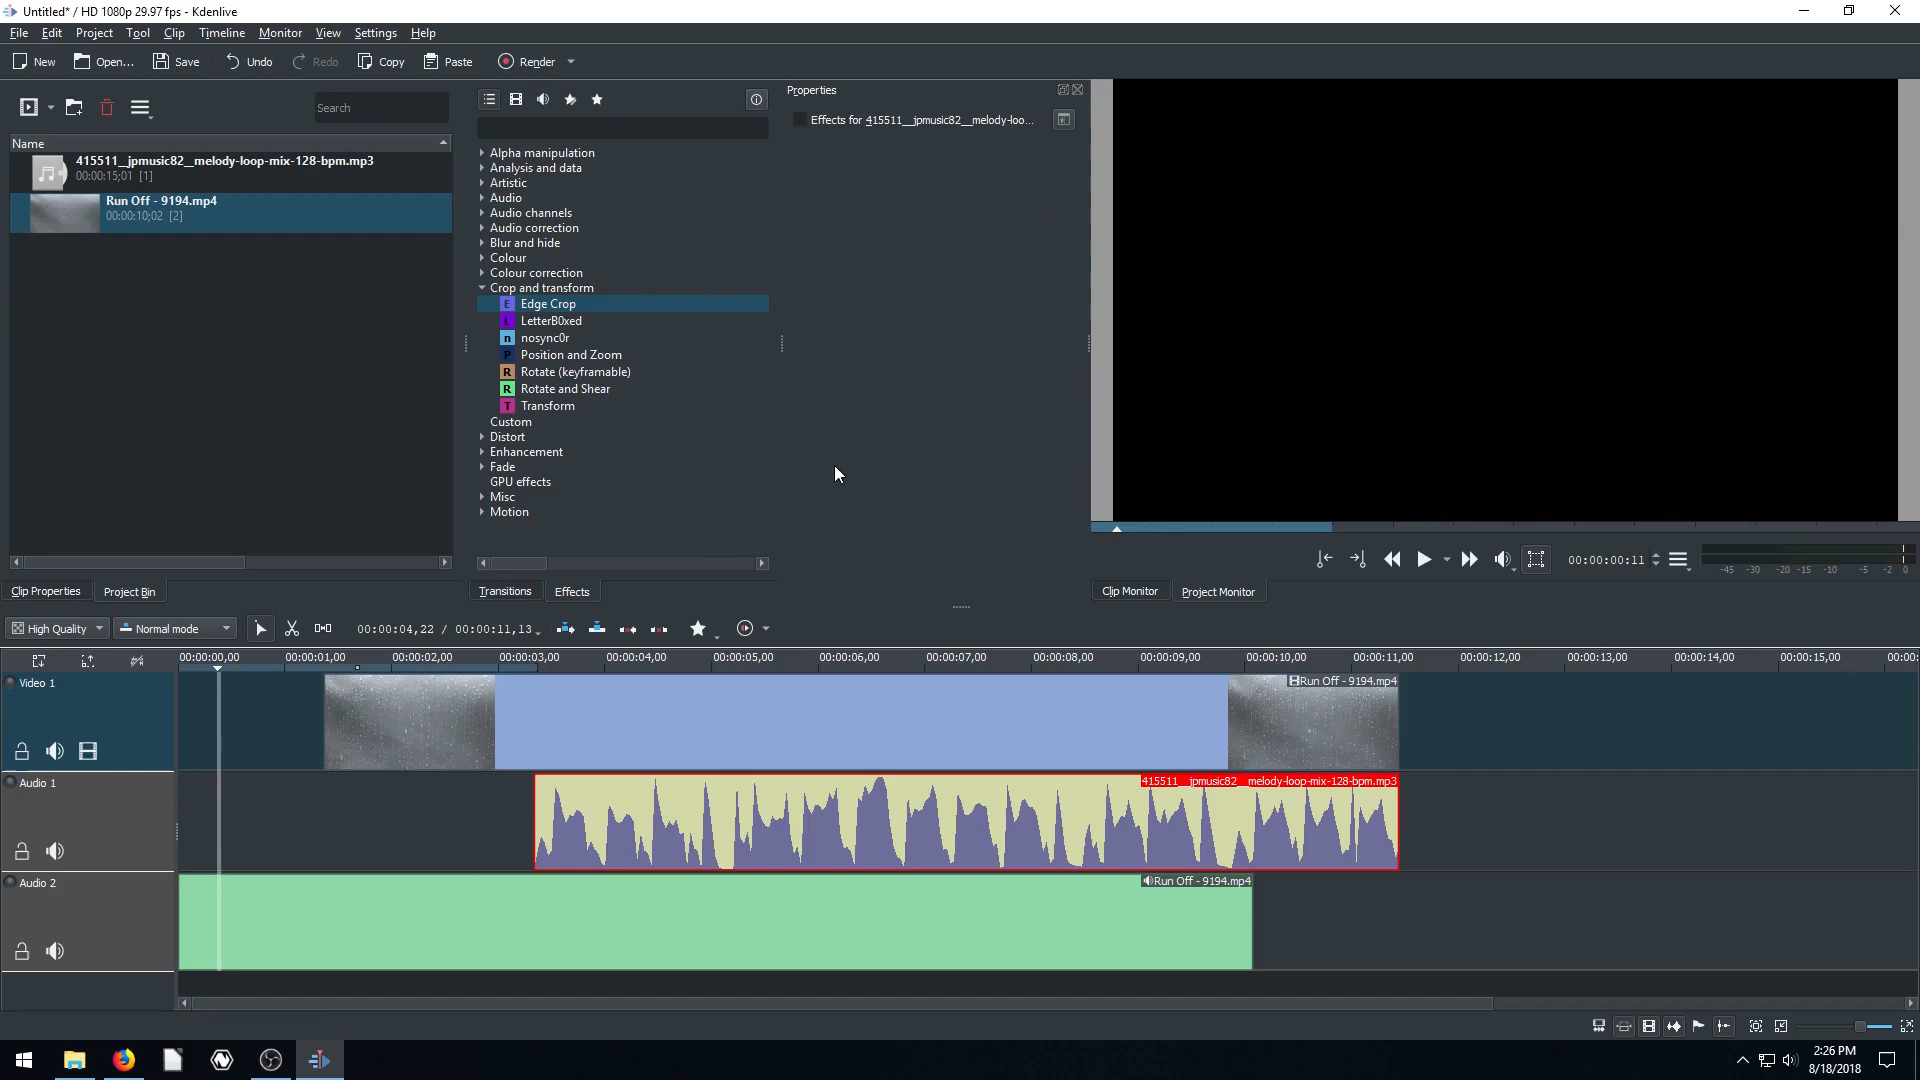 Untitled* / HD 1080p 29.97 fps - Kdenlive
File Edit Project Tool Clip Timeline Monitor View Settings Help
New Open... Save Undo Redo Copy Paste Render
Search
Properties
Effects for 415511__jpmusic82__melody-loo...
Name
415511__jpmusic82__melody-loop-mix-128-bpm.mp3
00:00:15;01 [1]
Run Off - 9194.mp4
00:00:10;02 [2]
Alpha manipulation
Analysis and data
Artistic
Audio
Audio channels
Audio correction
Blur and hide
Colour
Colour correction
Crop and transform
E Edge Crop
L LetterB0xed
n nosync0r
P Position and Zoom
R Rotate (keyframable)
R Rotate and Shear
T Transform
Custom
Distort
Enhancement
Fade
GPU effects
Misc
Motion
00:00:00:11
-45 -30 -20 -15 -10 -5 -2 0
Clip Properties Project Bin Transitions Effects Clip Monitor Project Monitor
High Quality Normal mode 00:00:04,22 / 00:00:11,13
00:00:00,00 00:00:01,00 00:00:02,00 00:00:03,00 00:00:04,00 00:00:05,00 00:00:06,00 00:00:07,00 00:00:08,00 00:00:09,00 00:00:10,00 00:00:11,00 00:00:12,00 00:00:13,00 00:00:14,00 00:00:15,00 00:00:
Video 1
Run Off - 9194.mp4
Audio 1
415511__jpmusic82__melody-loop-mix-128-bpm.mp3
Audio 2
Run Off - 9194.mp4
2:26 PM
8/18/2018